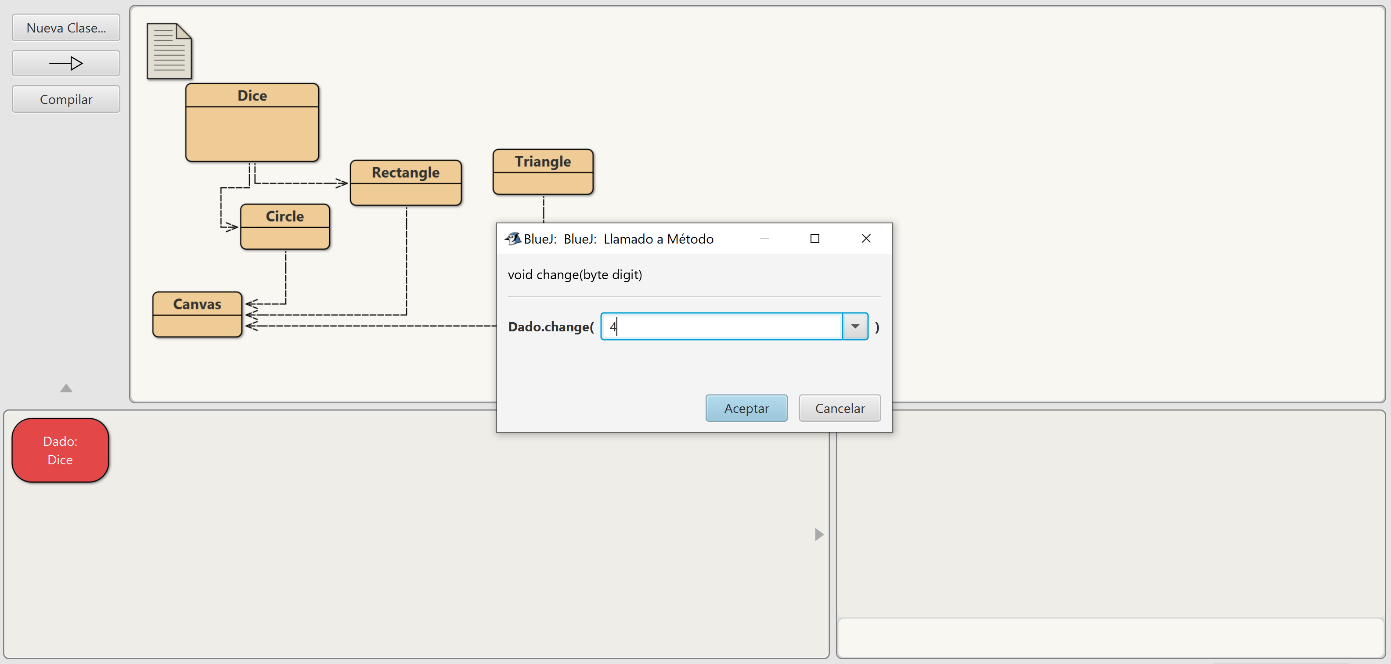 Nueva Clase...
Compilar
Dice
Rectangle
Triangle
Circle
Canvas
BlueJ: BlueJ: Llamado a Método
void change(byte digit)
Dado.change( 4 )
Aceptar
Cancelar
Dado:
Dice